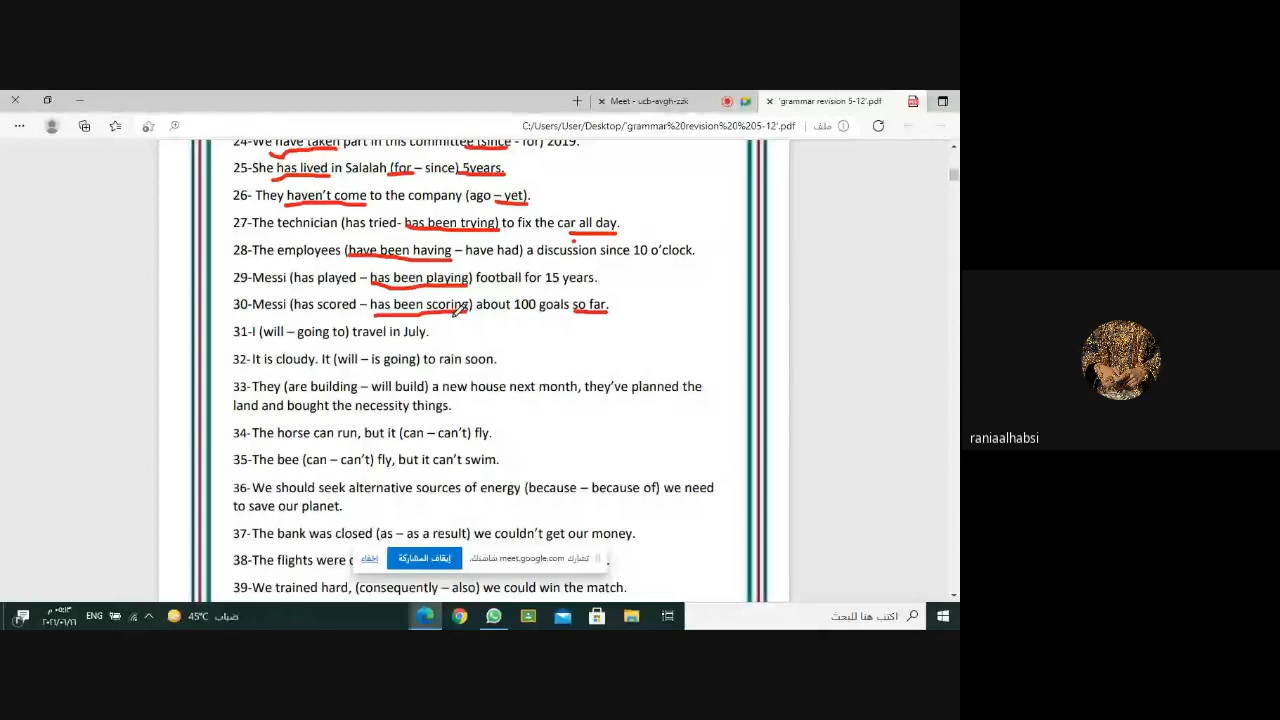 Meet - ucb-avgh-zzk
'grammar revision 5-12'.pdf
C:/Users/User/Desktop/'grammar%20revision%20%205-12'.pdf
ملف
24-We have taken part in this committee (since - for) 2019.
25-She has lived in Salalah (for – since) 5years.
26- They haven't come to the company (ago – yet).
27-The technician (has tried- has been trying) to fix the car all day.
28-The employees (have been having – have had) a discussion since 10 o'clock.
29-Messi (has played – has been playing) football for 15 years.
30-Messi (has scored – has been scoring) about 100 goals so far.
31-I (will – going to) travel in July.
32-It is cloudy. It (will – is going) to rain soon.
33-They (are building – will build) a new house next month, they've planned the
land and bought the necessity things.
34-The horse can run, but it (can – can't) fly.
35-The bee (can – can't) fly, but it can't swim.
36-We should seek alternative sources of energy (because – because of) we need
to save our planet.
37-The bank was closed (as – as a result) we couldn't get our money.
38-The flights were
تشارك meet.google.com شاشتك.
إيقاف المشاركة
إخفاء
39-We trained hard, (consequently – also) we could win the match.
raniaalhabsi
ENG
45°C ضباب
اكتب هنا للبحث